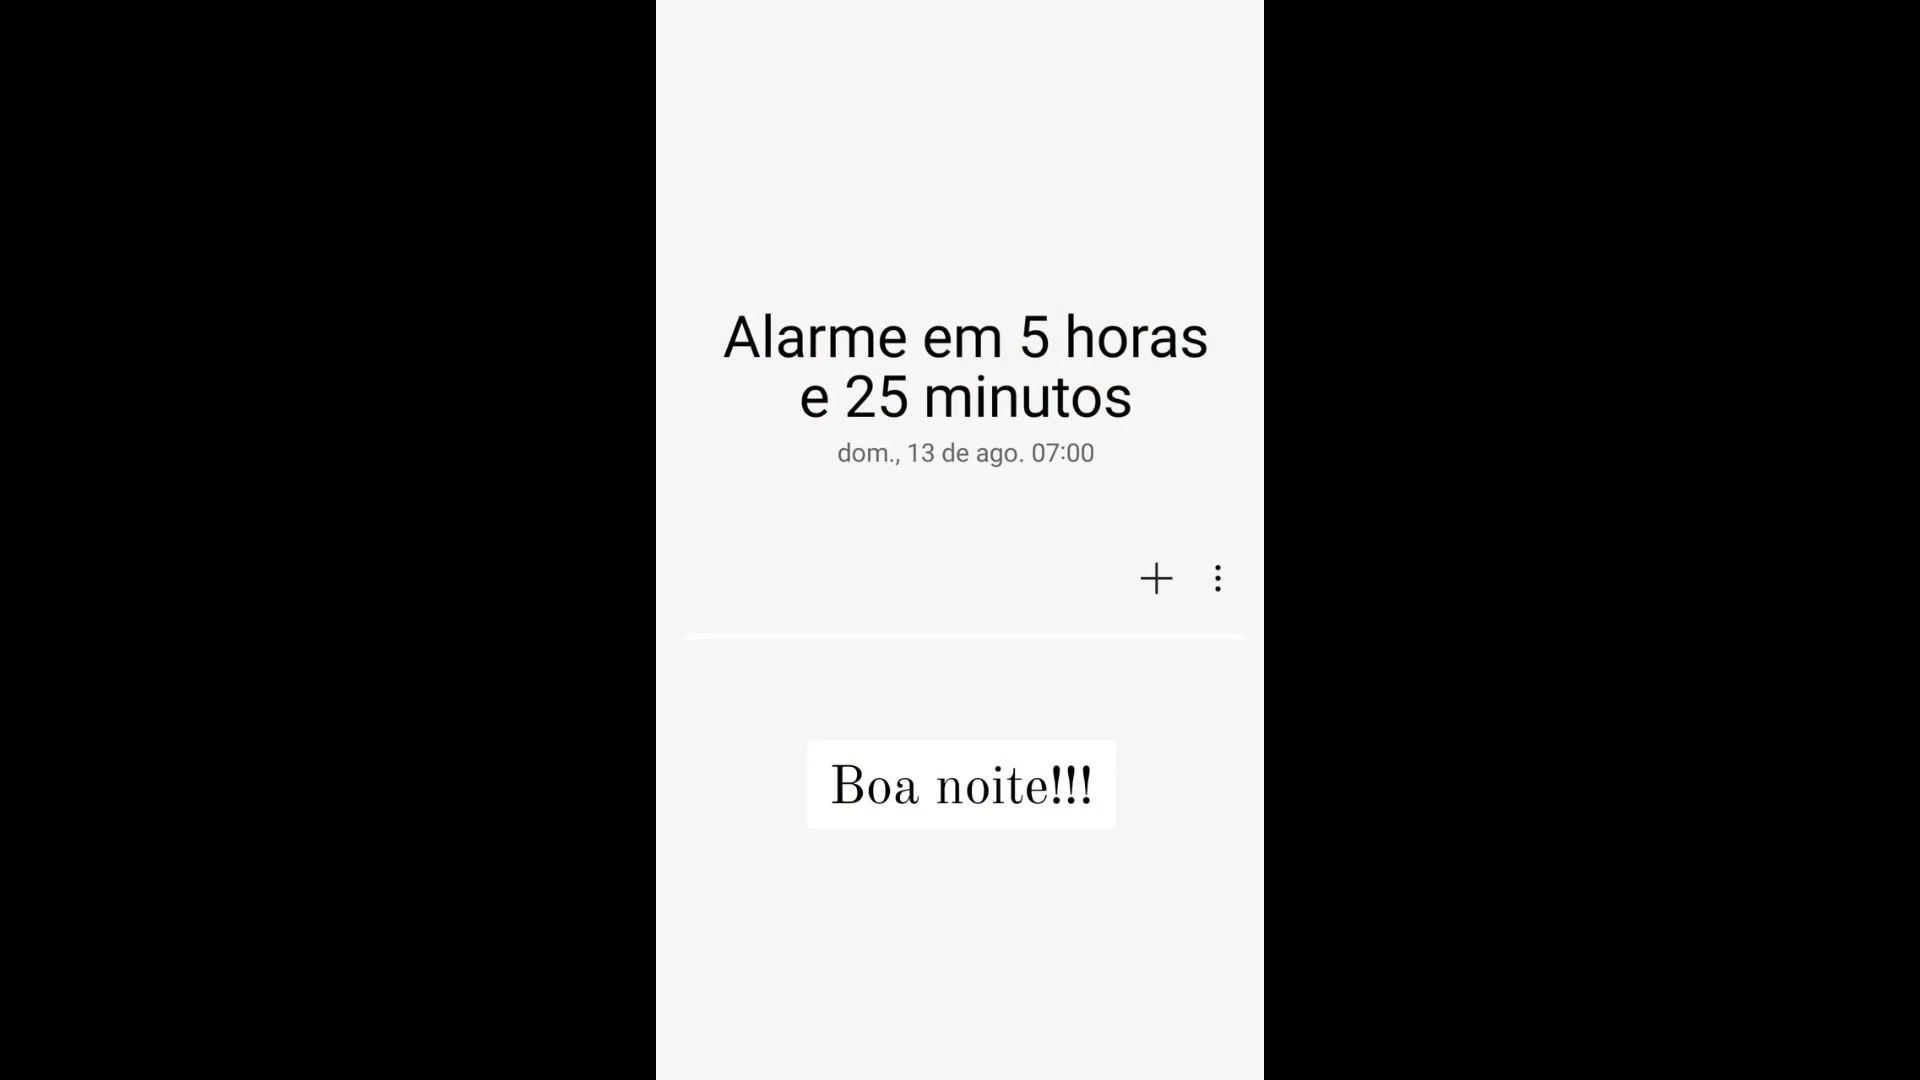 Alarme em 5 horas
e 25 minutos
dom., 13 de ago. 07:00
Boa noite!!!